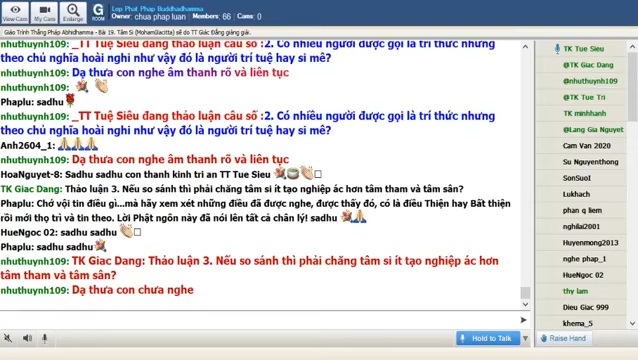 Lep Phat Phap Buddhadhamma
Owner: chua phap luan Members: 66 Cams: 0
View Cam
My Cam
Enlarge
Room
Giáo Trình Thắng Pháp Abhidhamma - Bài 19. Tâm Si (MohamGlacitta) sẽ do TT Giác Đẳng giảng giải.
nhuthuynh109: _TT Tuệ Siêu đang thảo luận câu số :2. Có nhiều người được gọi là trí thức nhưng
theo chủ nghĩa hoài nghi như vậy đó là người trí tuệ hay si mê?
nhuthuynh109: Dạ thưa con nghe âm thanh rõ và liên tục
Phaplu: sadhu
nhuthuynh109: _TT Tuệ Siêu đang thảo luận câu số :2. Có nhiều người được gọi là trí thức nhưng
theo chủ nghĩa hoài nghi như vậy đó là người trí tuệ hay si mê?
Anh2604_1:
nhuthuynh109: Dạ thưa con nghe âm thanh rõ và liên tục
HoaNguyet-8: Sadhu sadhu con thanh kinh tri an TT Tue Sieu
TK Giac Dang: Thảo luận 3. Nếu so sánh thì phải chăng tâm si ít tạo nghiệp ác hơn tâm tham và tâm sân?
Phaplu: Chớ vội tin điều gì...mà hãy xem xét những điều đã được nghe, được thấy đó, có là điều Thiện hay Bất thiện
rồi mới thọ trì và tin theo. Lời Phật ngôn này đã nói lên tất cả chân lý! sadhu
HueNgoc 02: sadhu sadhu
Phaplu: sadhu sadhu
nhuthuynh109: TK Giac Dang: Thảo luận 3. Nếu so sánh thì phải chăng tâm si ít tạo nghiệp ác hơn
tâm tham và tâm sân?
nhuthuynh109: Dạ thưa con chưa nghe
Hold to Talk
TK Tue Sieu
@TK Giac Dang
@nhuthuynh109
@TK Tue Tri
TK minhhanh
@Lang Gia Nguyet
Cam Van 2020
Su Nguyenthong
SonSuoI
Lukhach
phan q liem
nghilai2001
Huyenmong2013
nghe phap_1
HueNgoc 02
thy lam
Dieu Giac 999
khema_5
Raise Hand